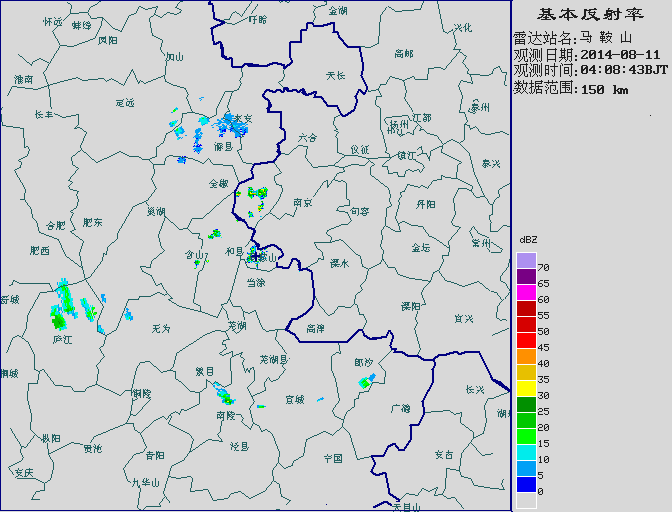 基本反射率
雷达站名:马 鞍 山
观测日期:2014-08-11
观测时间:04:08:43BJT
数据范围:150 km
dBZ
70
65
60
55
50
45
40
35
30
25
20
15
10
5
0
怀远
蚌埠
凤阳
盱眙
金湖
兴化
高邮
加山
天长
淮南
定远
长丰
来安
滁县
六合
扬州
江都
邗江
泰州
仪征
镇江
泰兴
全椒
巢湖
南京
句容
丹阳
合肥
肥东
肥西
含山
和县
马鞍山
当涂
溧水
金坛
常州
舒城
庐江
无为
芜湖
高淳
溧阳
宜兴
芜湖县
郎溪
桐城
繁昌
铜陵
南陵
宣城
广德
长兴
湖州
枞阳
贵池
青阳
泾县
宁国
安吉
安庆
九华山
天目山